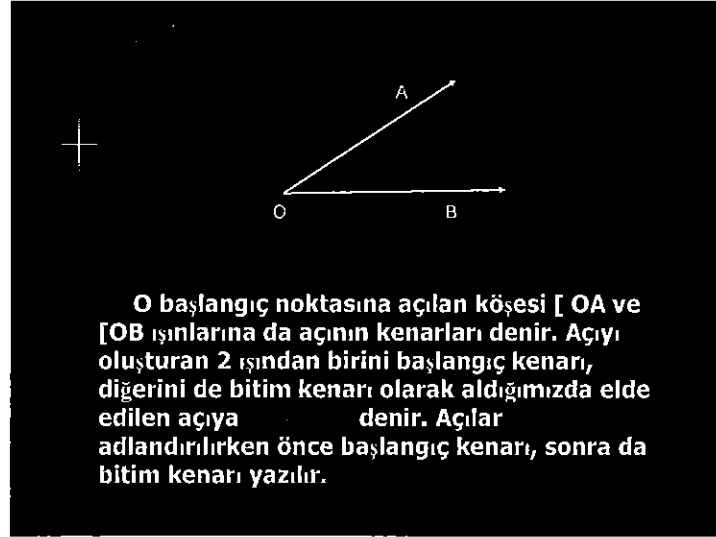 A
O
B
O başlangıç noktasına açılan köşesi [ OA ve
[OB ışınlarına da açının kenarları denir. Açıyı
oluşturan 2 ışından birini başlangıç kenarı,
diğerini de bitim kenarı olarak aldığımızda elde
edilen açıya denir. Açılar
adlandırılırken önce başlangıç kenarı, sonra da
bitim kenarı yazılır.